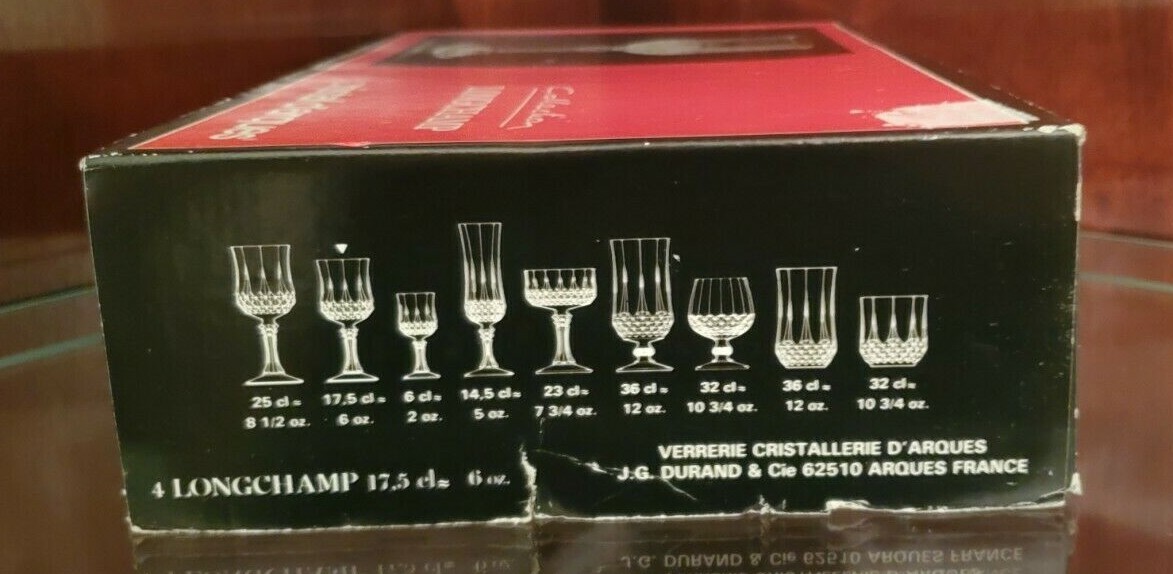 LONGCHAMP
25 cl≈ 17,5 cl≈ 6 cl≈ 14,5 cl≈ 23 cl≈ 36 cl≈ 32 cl≈ 36 cl≈ 32 cl≈
8 1/2 oz. 6 oz. 2 oz. 5 oz. 7 3/4 oz. 12 oz. 10 3/4 oz. 12 oz. 10 3/4 oz.
VERRERIE CRISTALLERIE D'ARQUES
J.G. DURAND & Cie 62510 ARQUES FRANCE
4 LONGCHAMP 17,5 cl≈ 6 oz.